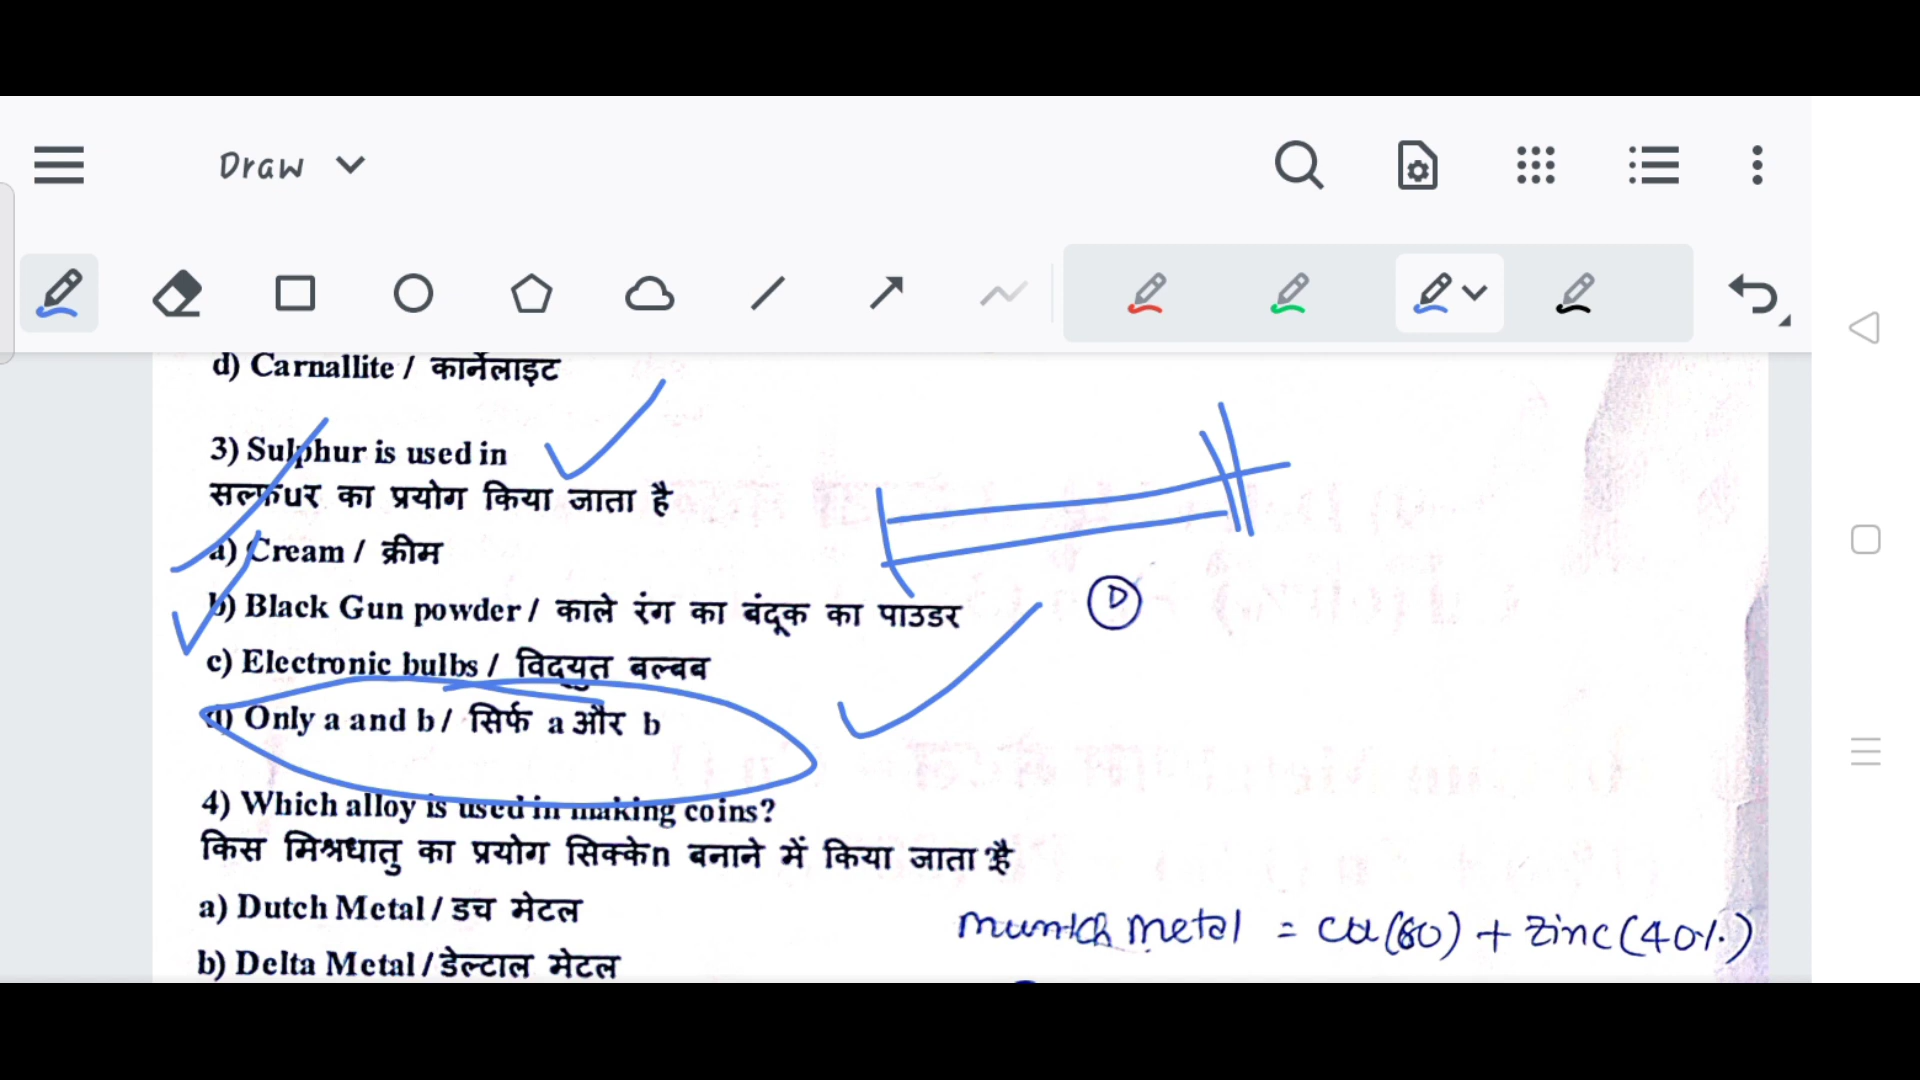 Draw
d) Carnallite / कार्नेलाइट
3) Sulphur is used in
सल्फuर का प्रयोग किया जाता है
a) Cream / क्रीम
b) Black Gun powder / काले रंग का बंदूक का पाउडर
D
c) Electronic bulbs / विद्युत बल्बब
d) Only a and b / सिर्फ a और b
4) Which alloy is used in making coins?
किस मिश्रधातु का प्रयोग सिक्केn बनाने में किया जाता है
a) Dutch Metal / डच मेटल
muntch metal = Cu(60) + Zinc(40%)
b) Delta Metal / डेल्टाल मेटल